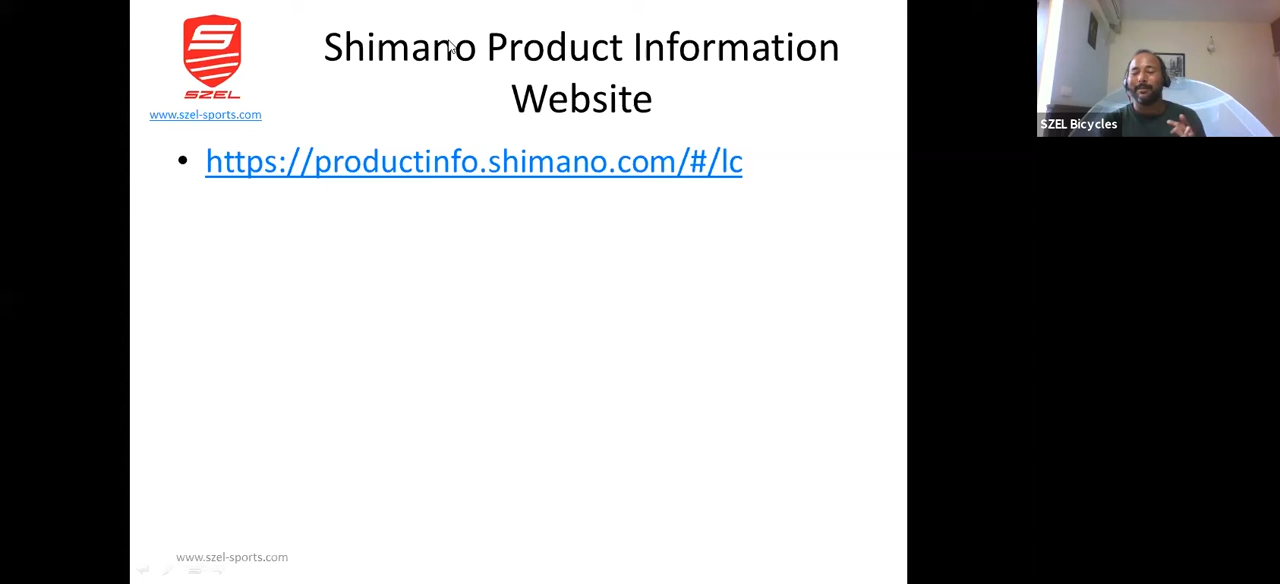 SZEL
www.szel-sports.com
Shimano Product Information
Website
• https://productinfo.shimano.com/#/lc
www.szel-sports.com
SZEL Bicycles